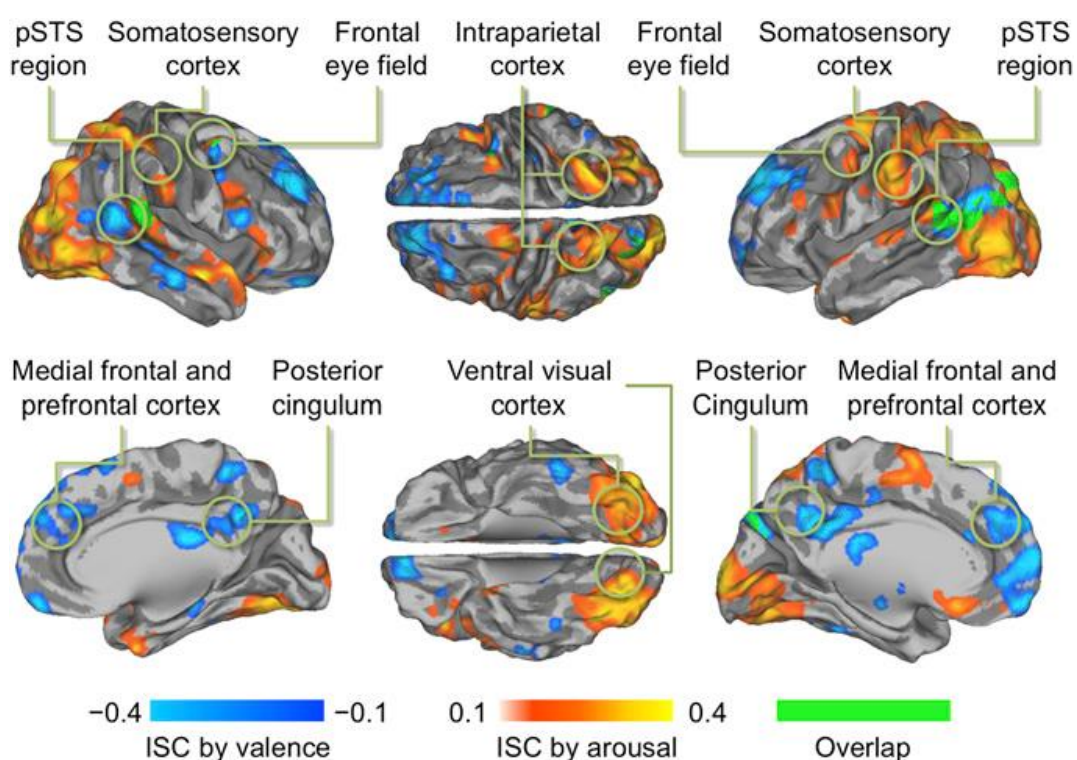 pSTS region
Somatosensory cortex
Frontal eye field
Intraparietal cortex
Frontal eye field
Somatosensory cortex
pSTS region
Medial frontal and prefrontal cortex
Posterior cingulum
Ventral visual cortex
Posterior Cingulum
Medial frontal and prefrontal cortex
−0.4 −0.1
ISC by valence
0.1 0.4
ISC by arousal
Overlap